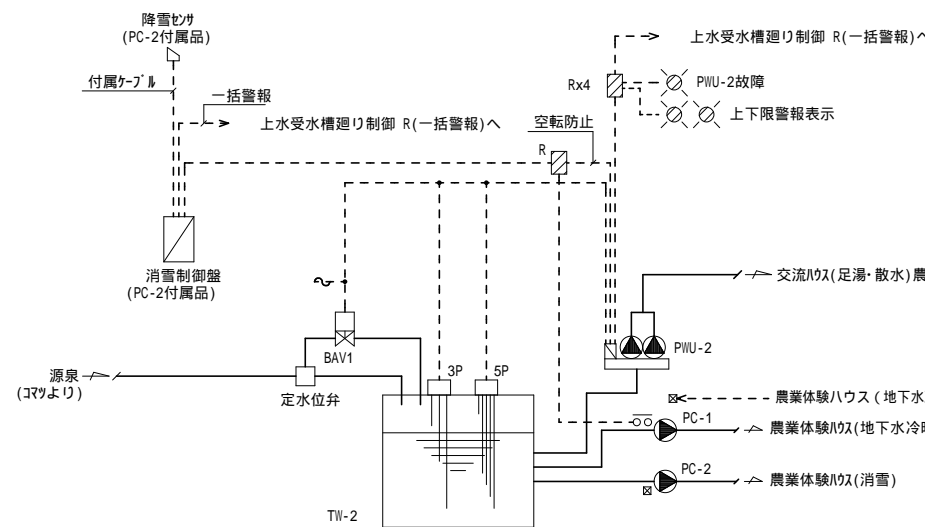 降雪ｾﾝｻ
(PC-2付属品)
付属ｹｰﾌﾞﾙ
一括警報
上水受水槽廻り制御 R(一括警報)へ
上水受水槽廻り制御 R(一括警報)へ
Rx4
PWU-2故障
上下限警報表示
空転防止
R
消雪制御盤
(PC-2付属品)
交流ﾊｳｽ(足湯･散水)農
PWU-2
BAV1
源泉
(ｺﾏﾂより)
定水位弁
3P
5P
農業体験ハウス(地下水
PC-1
農業体験ﾊｳｽ(地下水冷
PC-2
農業体験ﾊｳｽ(消雪)
TW-2